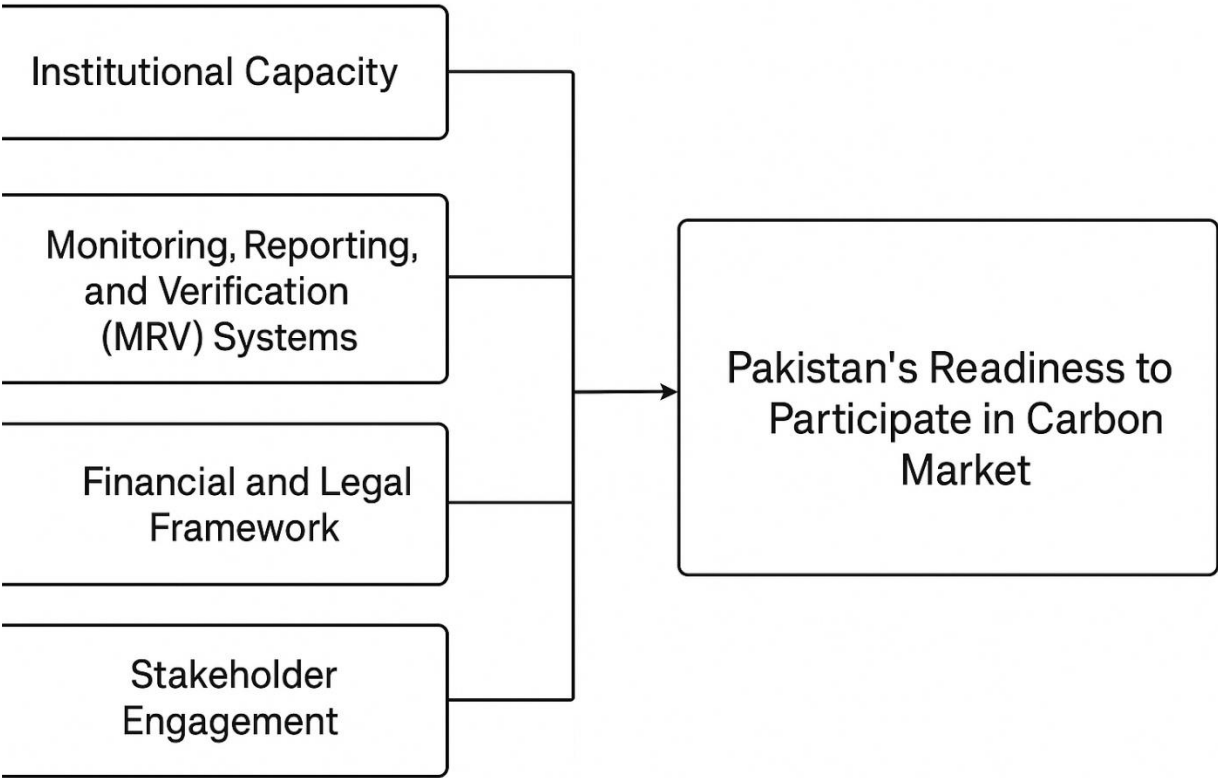 Institutional Capacity
Monitoring, Reporting,
and Verification
(MRV) Systems
Financial and Legal
Framework
Stakeholder
Engagement
Pakistan's Readiness to
Participate in Carbon
Market